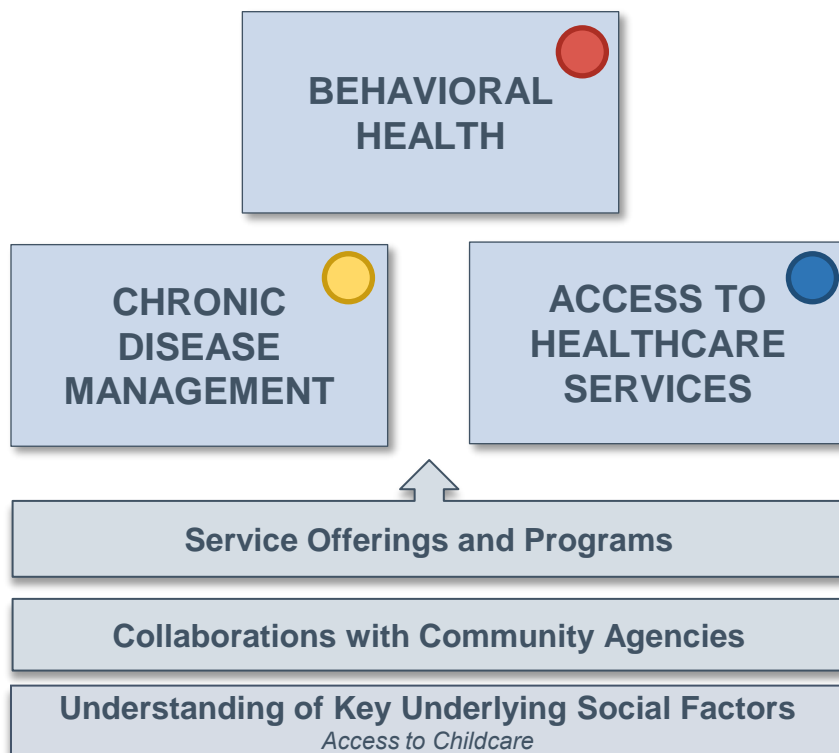 BEHAVIORAL
HEALTH
CHRONIC
DISEASE
MANAGEMENT
ACCESS TO
HEALTHCARE
SERVICES
Service Offerings and Programs
Collaborations with Community Agencies
Understanding of Key Underlying Social Factors
Access to Childcare